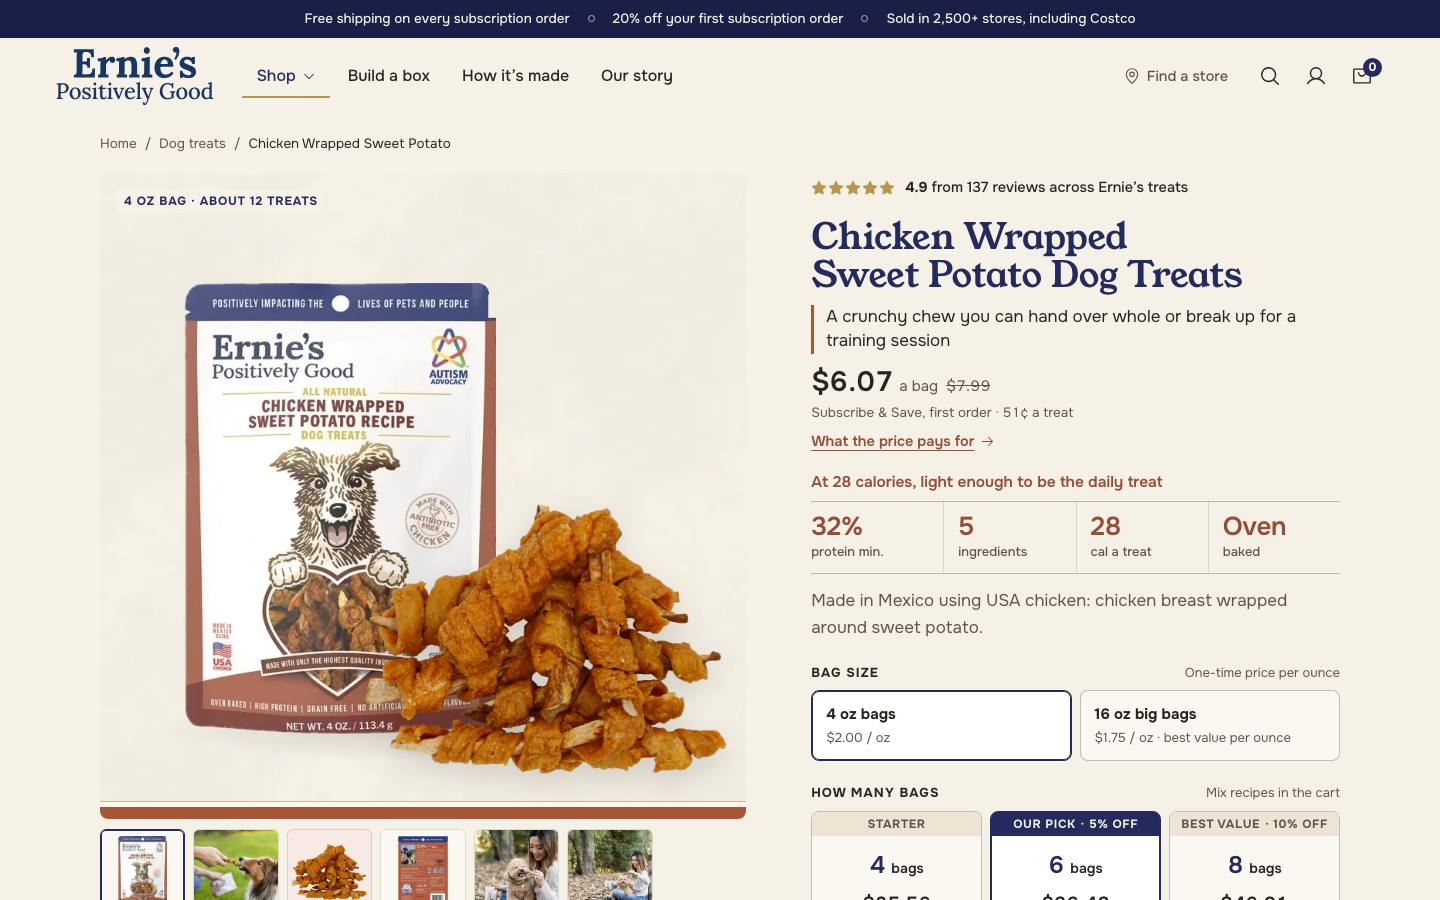 Free shipping on every subscription order
20% off your first subscription order
Sold in 2,500+ stores, including Costco
Ernie's
Positively Good
Shop
Build a box
How it's made
Our story
Find a store
0
Home / Dog treats / Chicken Wrapped Sweet Potato
4 OZ BAG · ABOUT 12 TREATS
POSITIVELY IMPACTING THE LIVES OF PETS AND PEOPLE
Ernie's
Positively Good
AUTISM
ADVOCACY
ALL NATURAL
CHICKEN WRAPPED
SWEET POTATO RECIPE
DOG TREATS
MADE WITH
ANTIBIOTIC
FREE
CHICKEN
MADE IN
MEXICO
USING
USA
CHICKEN
MADE WITH ONLY THE HIGHEST QUALITY
OVEN BAKED | HIGH PROTEIN | GRAIN FREE | NO
NET WT. 4 OZ. / 113.4 g
4.9 from 137 reviews across Ernie's treats
Chicken Wrapped
Sweet Potato Dog Treats
A crunchy chew you can hand over whole or break up for a
training session
$6.07 a bag $7.99
Subscribe & Save, first order · 51¢ a treat
What the price pays for →
At 28 calories, light enough to be the daily treat
32%
protein min.
5
ingredients
28
cal a treat
Oven
baked
Made in Mexico using USA chicken: chicken breast wrapped
around sweet potato.
BAG SIZE
One-time price per ounce
4 oz bags
$2.00 / oz
16 oz big bags
$1.75 / oz · best value per ounce
HOW MANY BAGS
Mix recipes in the cart
STARTER
4 bags
OUR PICK · 5% OFF
6 bags
BEST VALUE · 10% OFF
8 bags